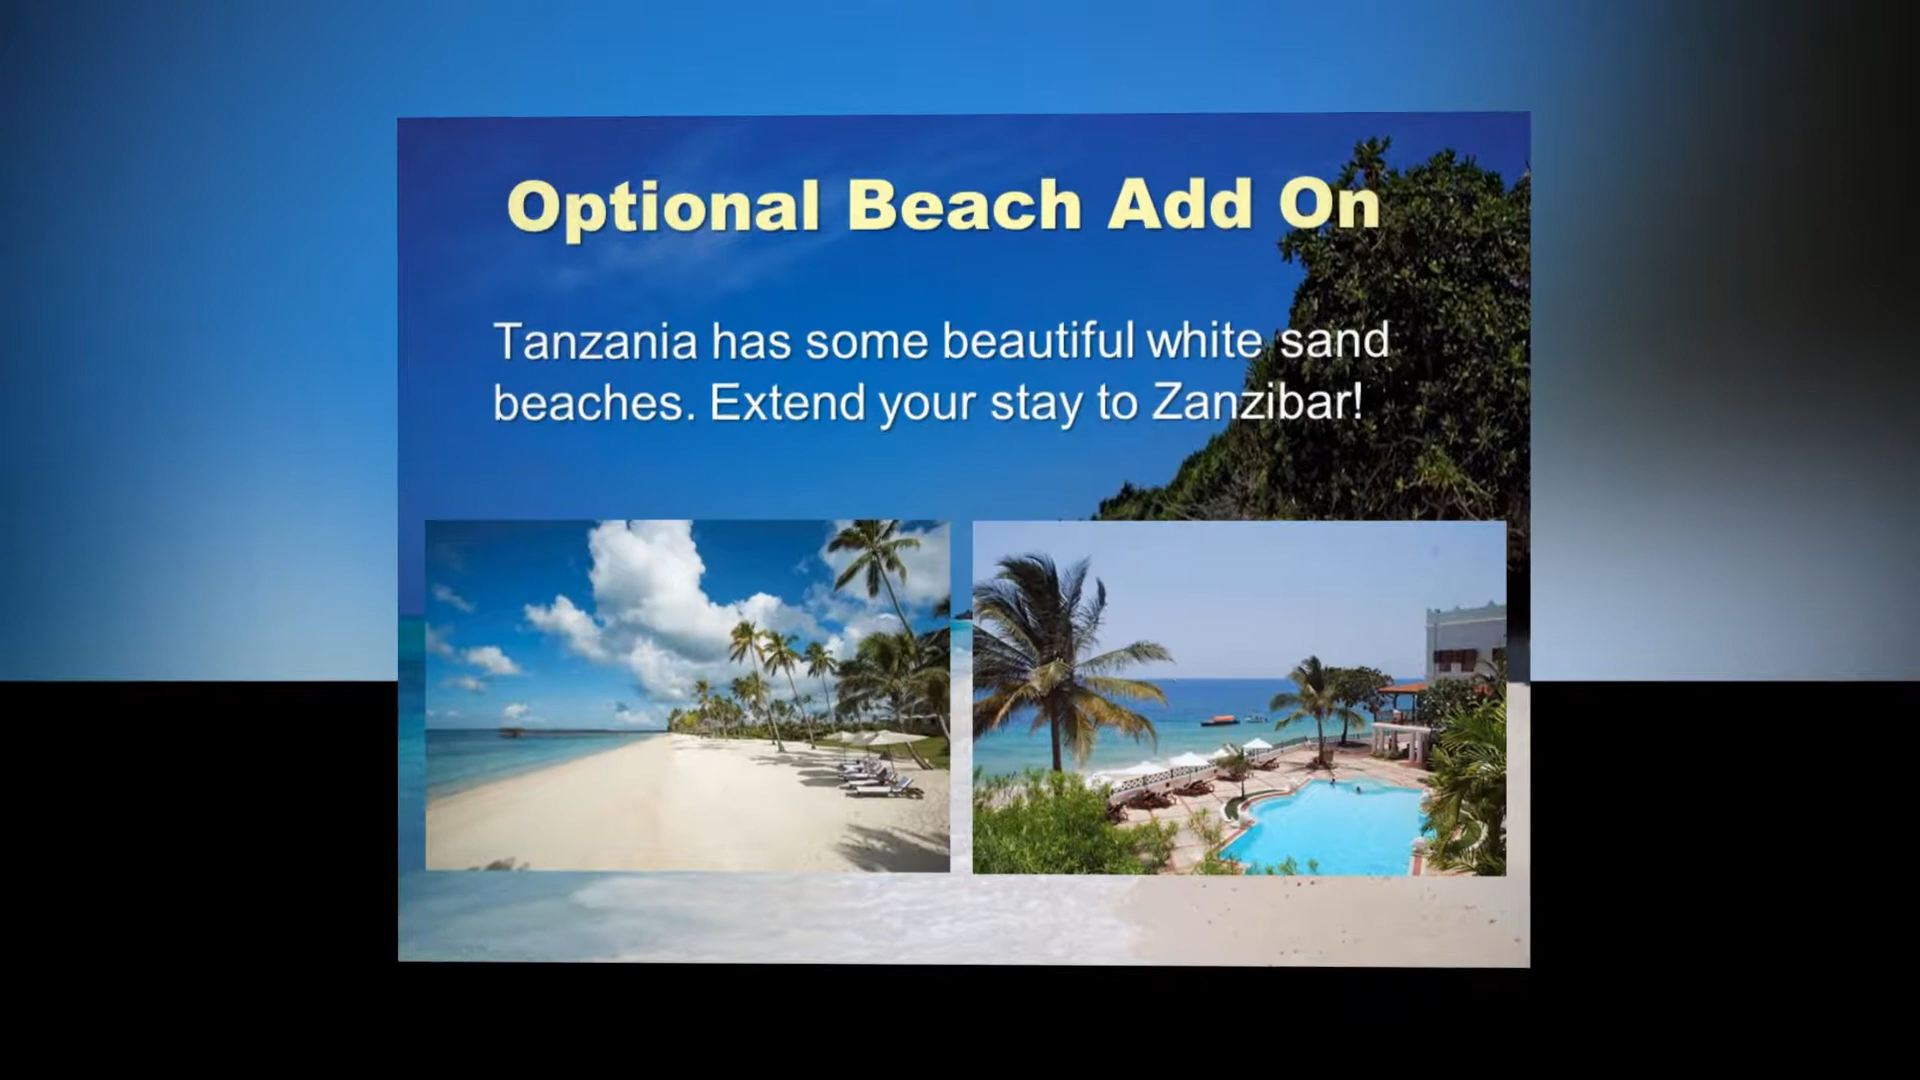 Optional Beach Add On
Tanzania has some beautiful white sand
beaches. Extend your stay to Zanzibar!